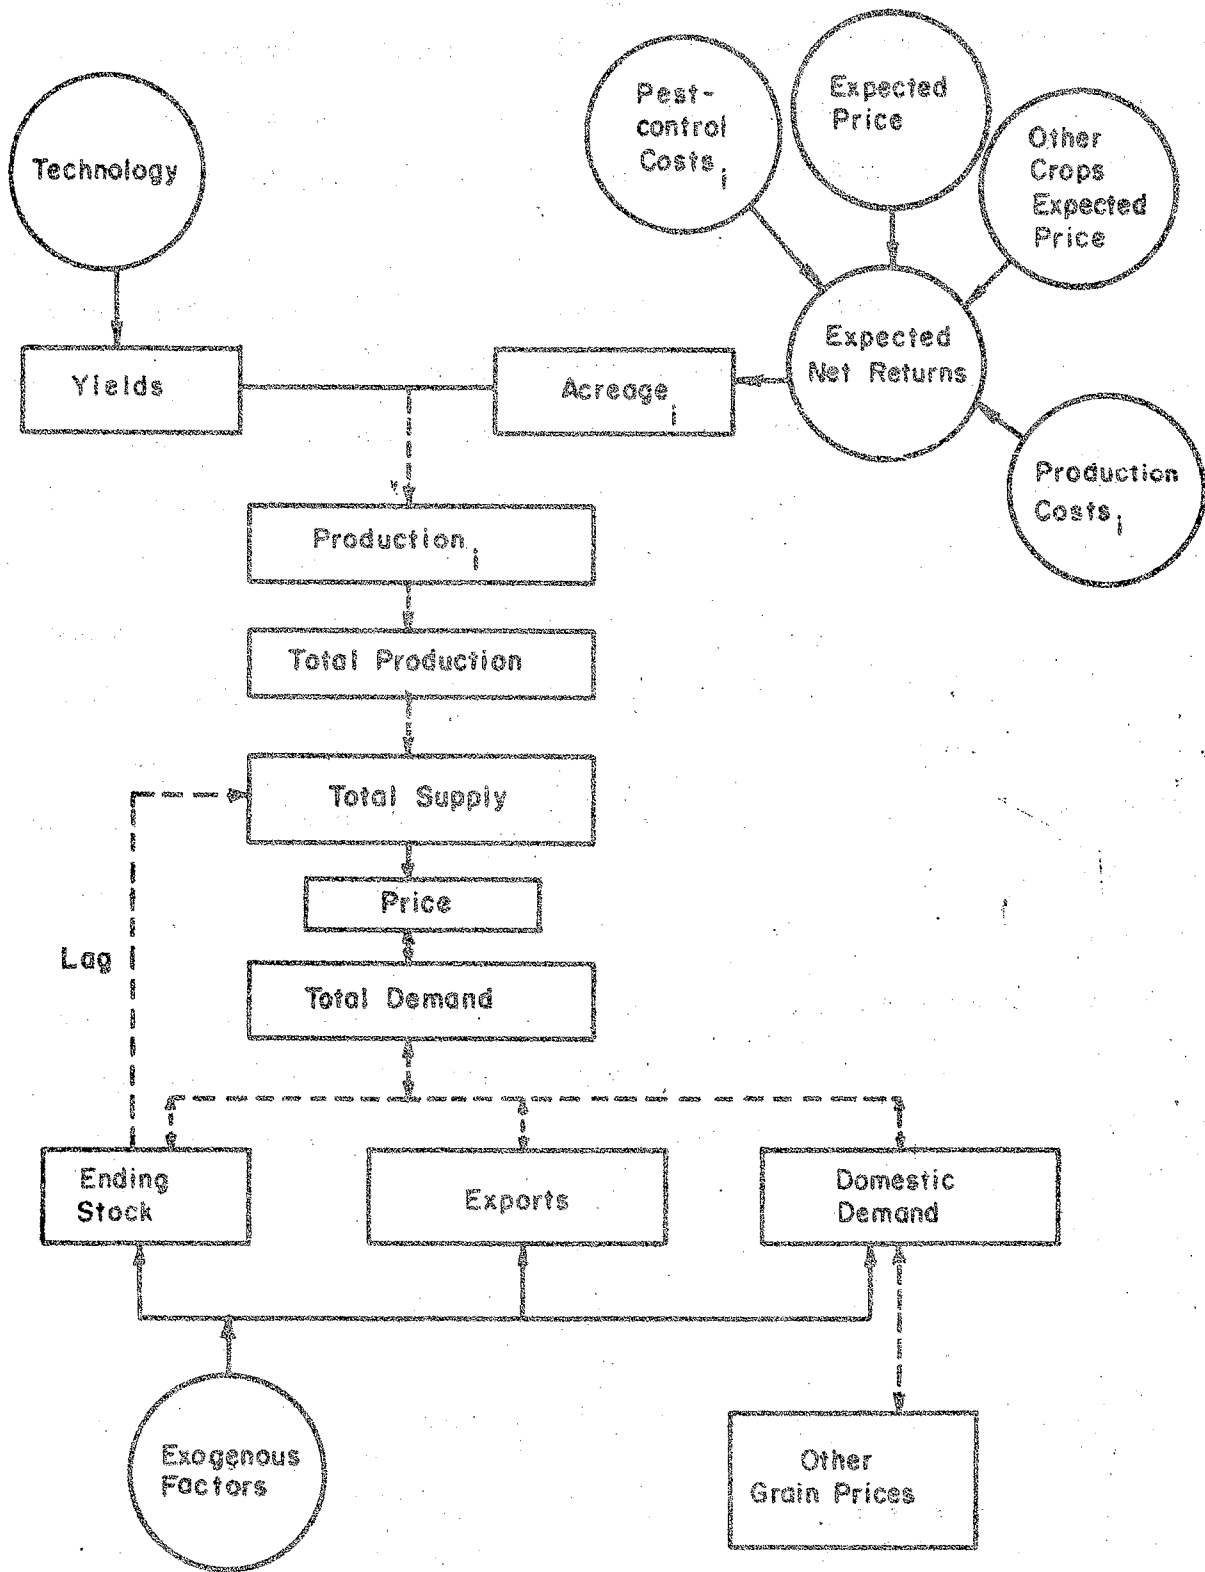 Technology
Pest-
control
Costs i
Expected
Price
Other
Crops
Expected
Price
Expected
Net Returns
Production
Costs i
Yields
Acreage i
Production i
Total Production
Total Supply
Price
Lag
Total Demand
Ending
Stock
Exports
Domestic
Demand
Exogenous
Factors
Other
Grain Prices